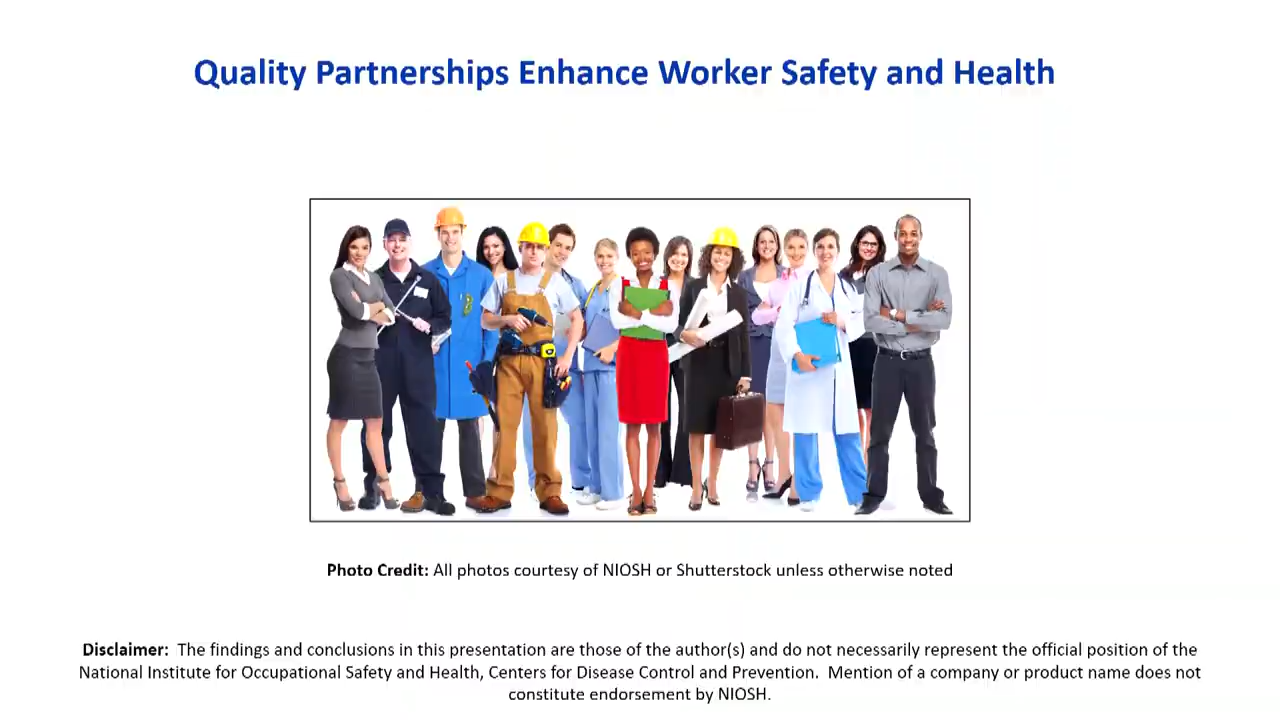 Quality Partnerships Enhance Worker Safety and Health
Photo Credit: All photos courtesy of NIOSH or Shutterstock unless otherwise noted
Disclaimer:  The findings and conclusions in this presentation are those of the author(s) and do not necessarily represent the official position of the
National Institute for Occupational Safety and Health, Centers for Disease Control and Prevention.  Mention of a company or product name does not
constitute endorsement by NIOSH.